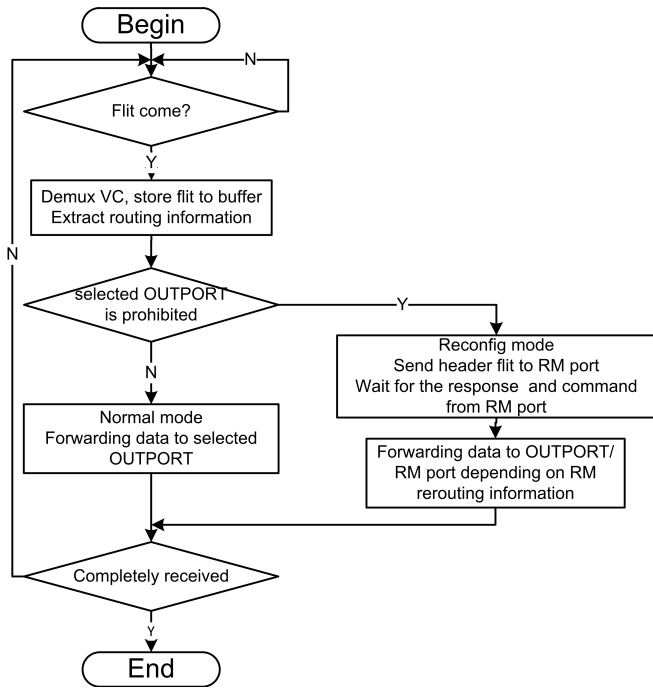 Begin
N
Flit come?
Y
Demux VC, store flit to buffer
Extract routing information
N
selected OUTPORT
is prohibited
Y
N
Reconfig mode
Send header flit to RM port
Wait for the response and command
from RM port
Normal mode
Forwarding data to selected
OUTPORT
Forwarding data to OUTPORT/
RM port depending on RM
rerouting information
Completely received
Y
End